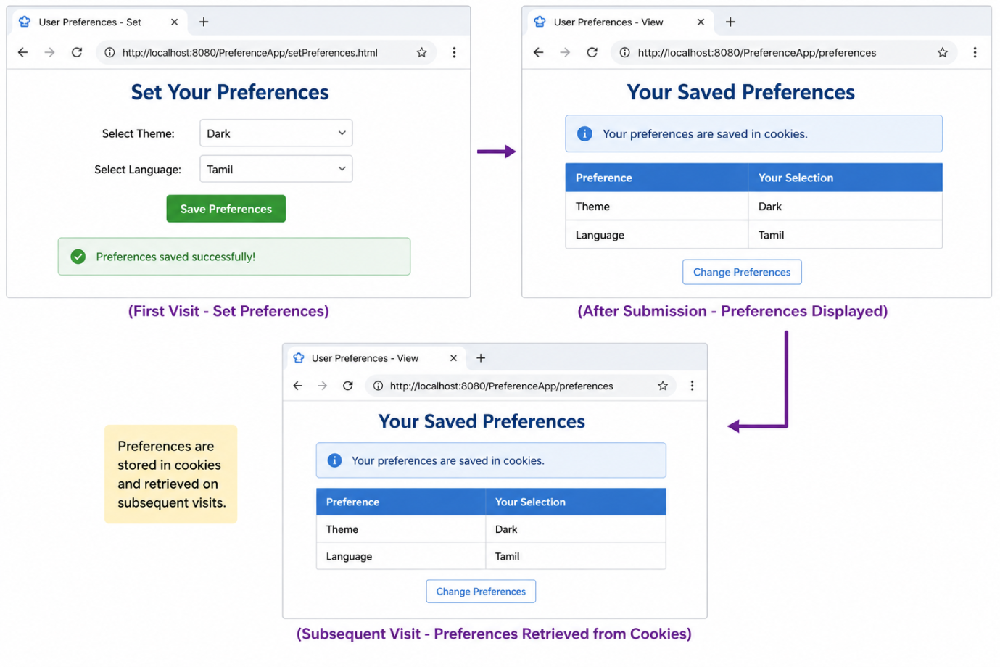 User Preferences - Set
http://localhost:8080/PreferenceApp/setPreferences.html
Set Your Preferences
Select Theme: Dark
Select Language: Tamil
Save Preferences
Preferences saved successfully!
(First Visit - Set Preferences)
User Preferences - View
http://localhost:8080/PreferenceApp/preferences
Your Saved Preferences
i Your preferences are saved in cookies.
Preference Your Selection
Theme Dark
Language Tamil
Change Preferences
(After Submission - Preferences Displayed)
Preferences are
stored in cookies
and retrieved on
subsequent visits.
User Preferences - View
http://localhost:8080/PreferenceApp/preferences
Your Saved Preferences
i Your preferences are saved in cookies.
Preference Your Selection
Theme Dark
Language Tamil
Change Preferences
(Subsequent Visit - Preferences Retrieved from Cookies)